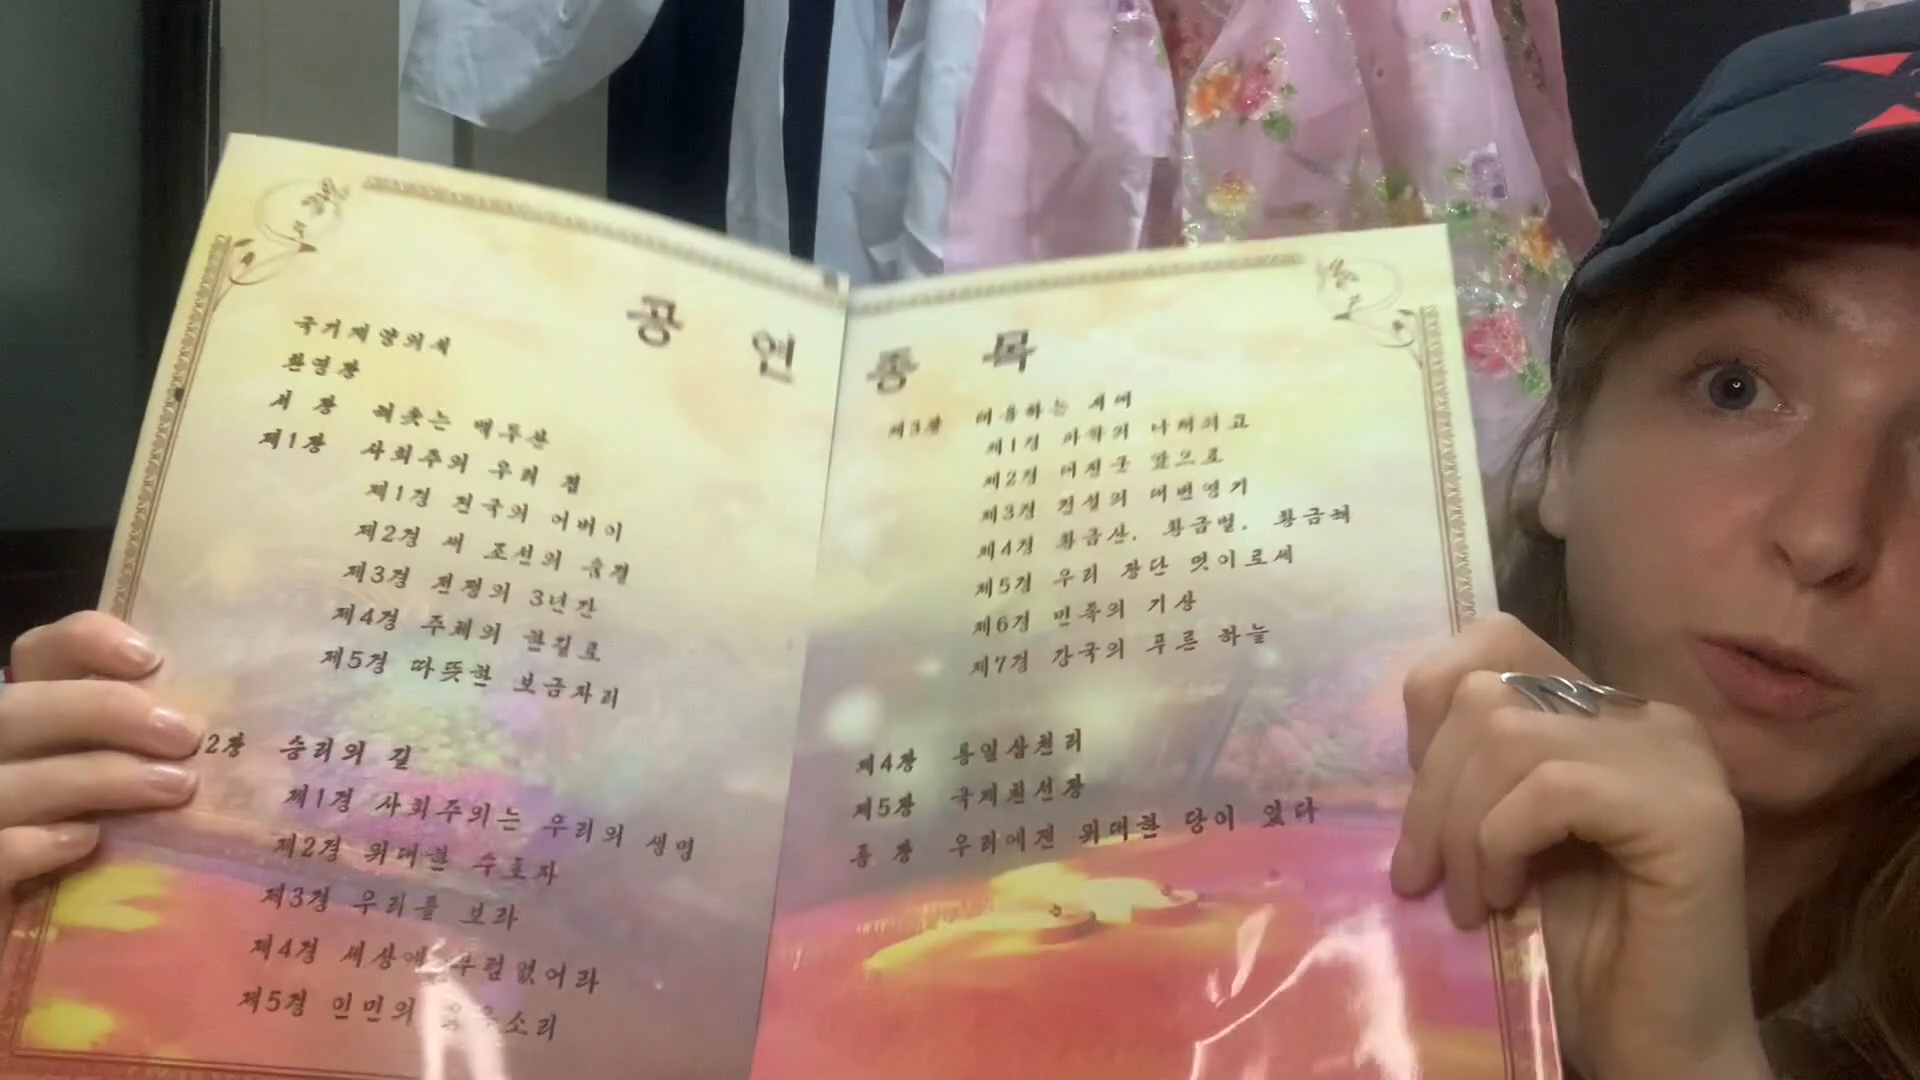 공 연 종 목
국기게양의식
환영장
서 장 해솟는 백두산
제1장 사회주의 우리 집
제1경 건국의 어버이
제2경 새 조선의 숨결
제3경 전쟁의 3년간
제4경 주체의 한길로
제5경 따뜻한 보금자리
2장 승리의 길
제1경 사회주의는 우리의 생명
제2경 위대한 수호자
제3경 우리를 보라
제4경 세상에 부럼없어라
제5경 인민의 웃음소리
제3장 비약하는 시대
제1경 과학의 나래펴고
제2경 비전을 앞으로
제3경 건설의 대번영기
제4경 황금산, 황금벌, 황금해
제5경 우리 장단 멋이로세
제6경 민족의 기상
제7경 강국의 푸른 하늘
제4장 통일삼천리
제5장 국제친선장
종 장 우리에겐 위대한 당이 있다